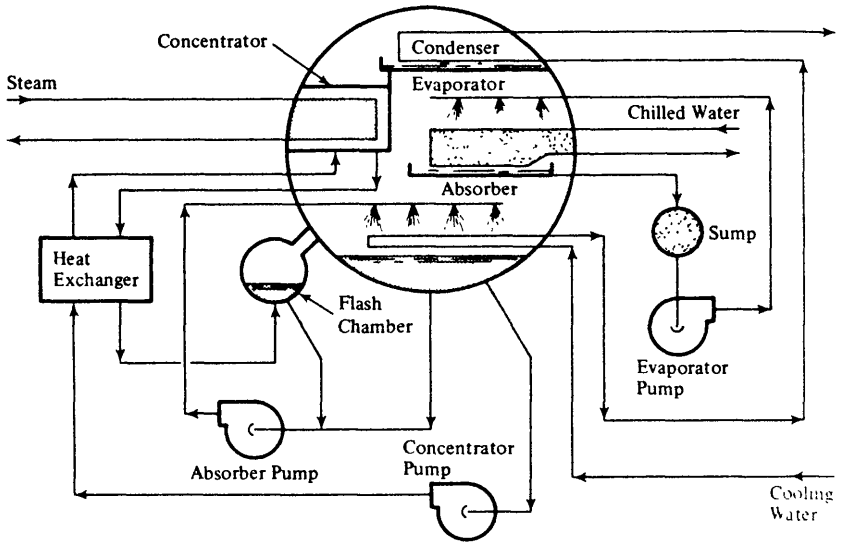 Concentrator
Condenser
Steam
Evaporator
Chilled Water
Absorber
Sump
Heat
Exchanger
Flash
Chamber
Evaporator
Pump
Absorber Pump
Concentrator
Pump
Cooling
Water